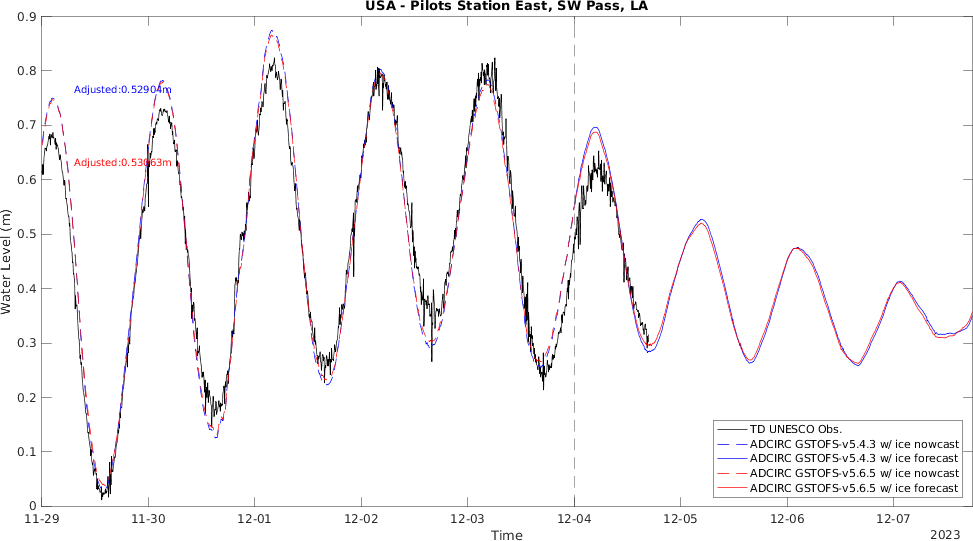 USA - Pilots Station East, SW Pass, LA
0.9
0.8
0.7
0.6
0.5
0.4
0.3
0.2
0.1
0
Water Level (m)
Adjusted:0.52904m
Adjusted:0.53063m
TD UNESCO Obs.
ADCIRC GSTOFS-v5.4.3 w/ ice nowcast
ADCIRC GSTOFS-v5.4.3 w/ ice forecast
ADCIRC GSTOFS-v5.6.5 w/ ice nowcast
ADCIRC GSTOFS-v5.6.5 w/ ice forecast
11-29 11-30 12-01 12-02 12-03 12-04 12-05 12-06 12-07
Time
2023